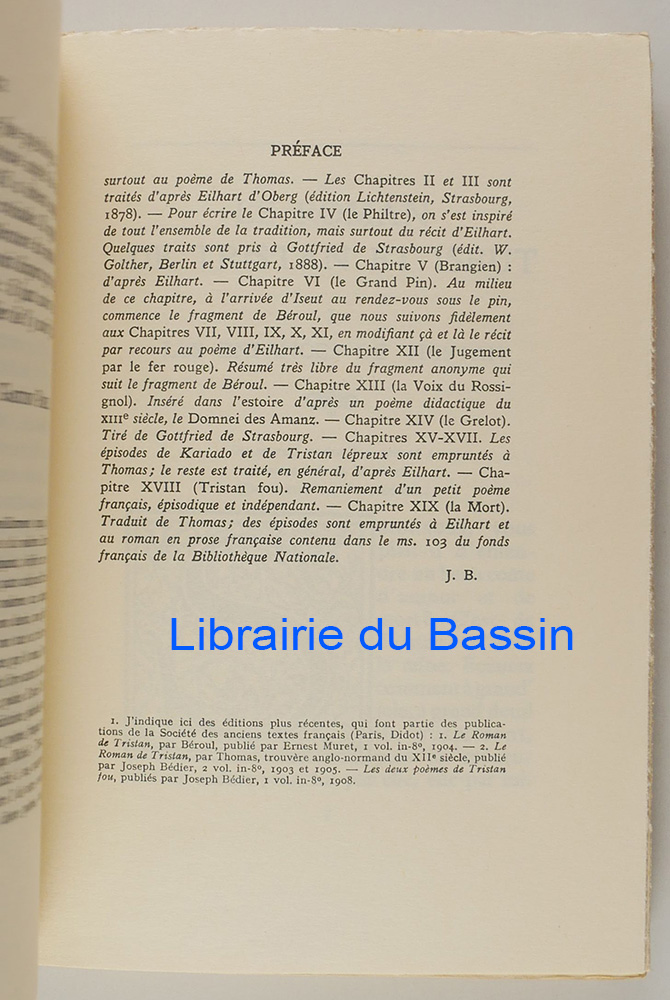 PRÉFACE
surtout au poème de Thomas. — Les Chapitres II et III sont
traités d'après Eilhart d'Oberg (édition Lichtenstein, Strasbourg,
1878). — Pour écrire le Chapitre IV (le Philtre), on s'est inspiré
de tout l'ensemble de la tradition, mais surtout du récit d'Eilhart.
Quelques traits sont pris à Gottfried de Strasbourg (édit. W.
Golther, Berlin et Stuttgart, 1888). — Chapitre V (Brangien) :
d'après Eilhart. — Chapitre VI (le Grand Pin). Au milieu
de ce chapitre, à l'arrivée d'Iseut au rendez-vous sous le pin,
commence le fragment de Béroul, que nous suivons fidèlement
aux Chapitres VII, VIII, IX, X, XI, en modifiant çà et là le récit
par recours au poème d'Eilhart. — Chapitre XII (le Jugement
par le fer rouge). Résumé très libre du fragment anonyme qui
suit le fragment de Béroul. — Chapitre XIII (la Voix du Rossi-
gnol). Inséré dans l'estoire d'après un poème didactique du
XIIIe siècle, le Domnei des Amanz. — Chapitre XIV (le Grelot).
Tiré de Gottfried de Strasbourg. — Chapitres XV-XVII. Les
épisodes de Kariado et de Tristan lépreux sont empruntés à
Thomas; le reste est traité, en général, d'après Eilhart. — Cha-
pitre XVIII (Tristan fou). Remaniement d'un petit poème
français, épisodique et indépendant. — Chapitre XIX (la Mort).
Traduit de Thomas; des épisodes sont empruntés à Eilhart et
au roman en prose française contenu dans le ms. 103 du fonds
français de la Bibliothèque Nationale.
J. B.
Librairie du Bassin
1. J'indique ici des éditions plus récentes, qui font partie des publica-
tions de la Société des anciens textes français (Paris, Didot) : 1. Le Roman
de Tristan, par Béroul, publié par Ernest Muret, 1 vol. in-8º, 1904. — 2. Le
Roman de Tristan, par Thomas, trouvère anglo-normand du XIIe siècle, publié
par Joseph Bédier, 2 vol. in-8º, 1903 et 1905. — Les deux poèmes de Tristan
fou, publiés par Joseph Bédier, 1 vol. in-8º, 1908.